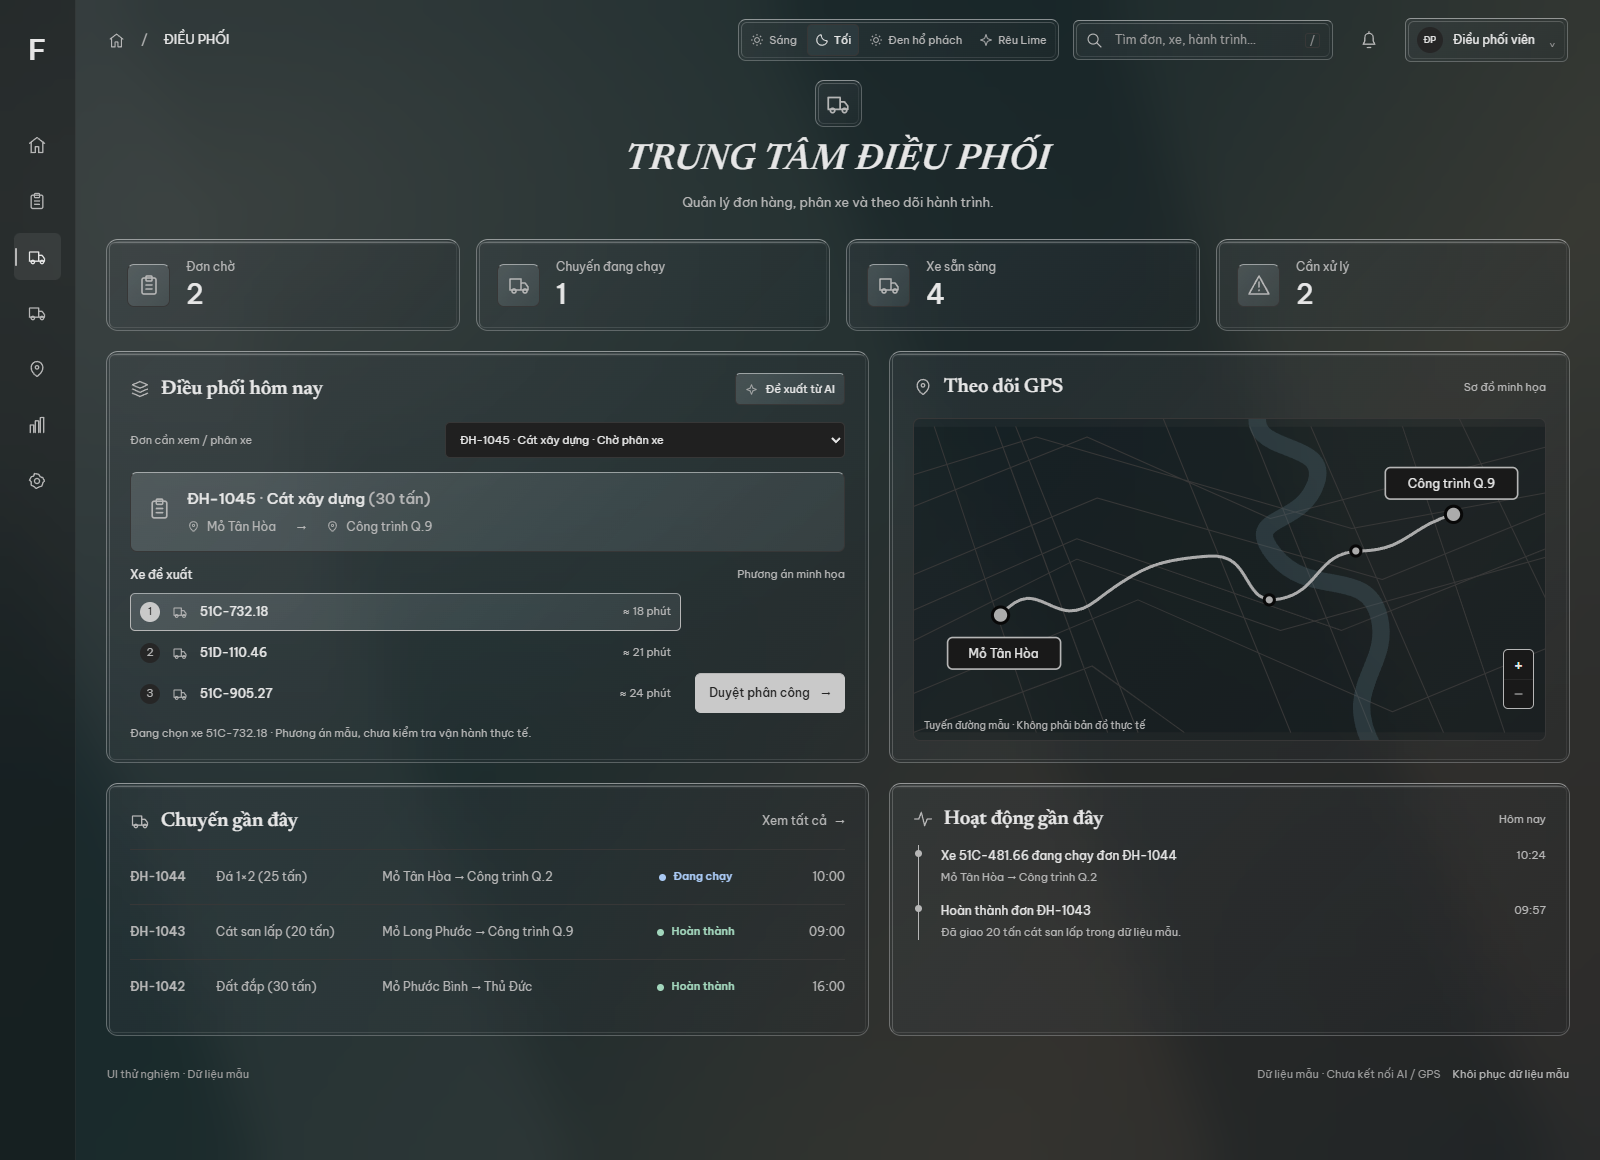 F
/ ĐIỀU PHỐI
Sáng Tối Đen hổ phách Rêu Lime
Tìm đơn, xe, hành trình... /
ĐP Điều phối viên
TRUNG TÂM ĐIỀU PHỐI
Quản lý đơn hàng, phân xe và theo dõi hành trình.
Đơn chờ
2
Chuyến đang chạy
1
Xe sẵn sàng
4
Cần xử lý
2
Điều phối hôm nay
Đề xuất từ AI
Đơn cần xem / phân xe
ĐH-1045 · Cát xây dựng · Chờ phân xe
ĐH-1045 · Cát xây dựng (30 tấn)
Mỏ Tân Hòa → Công trình Q.9
Xe đề xuất
Phương án minh họa
1 51C-732.18 ≈ 18 phút
2 51D-110.46 ≈ 21 phút
3 51C-905.27 ≈ 24 phút
Duyệt phân công →
Đang chọn xe 51C-732.18 · Phương án mẫu, chưa kiểm tra vận hành thực tế.
Theo dõi GPS
Sơ đồ minh họa
Công trình Q.9
Mỏ Tân Hòa
+
−
Tuyến đường mẫu · Không phải bản đồ thực tế
Chuyến gần đây
Xem tất cả →
ĐH-1044 Đá 1×2 (25 tấn) Mỏ Tân Hòa → Công trình Q.2 Đang chạy 10:00
ĐH-1043 Cát san lấp (20 tấn) Mỏ Long Phước → Công trình Q.9 Hoàn thành 09:00
ĐH-1042 Đất đắp (30 tấn) Mỏ Phước Bình → Thủ Đức Hoàn thành 16:00
Hoạt động gần đây
Hôm nay
Xe 51C-481.66 đang chạy đơn ĐH-1044 10:24
Mỏ Tân Hòa → Công trình Q.2
Hoàn thành đơn ĐH-1043 09:57
Đã giao 20 tấn cát san lấp trong dữ liệu mẫu.
UI thử nghiệm · Dữ liệu mẫu
Dữ liệu mẫu · Chưa kết nối AI / GPS Khôi phục dữ liệu mẫu